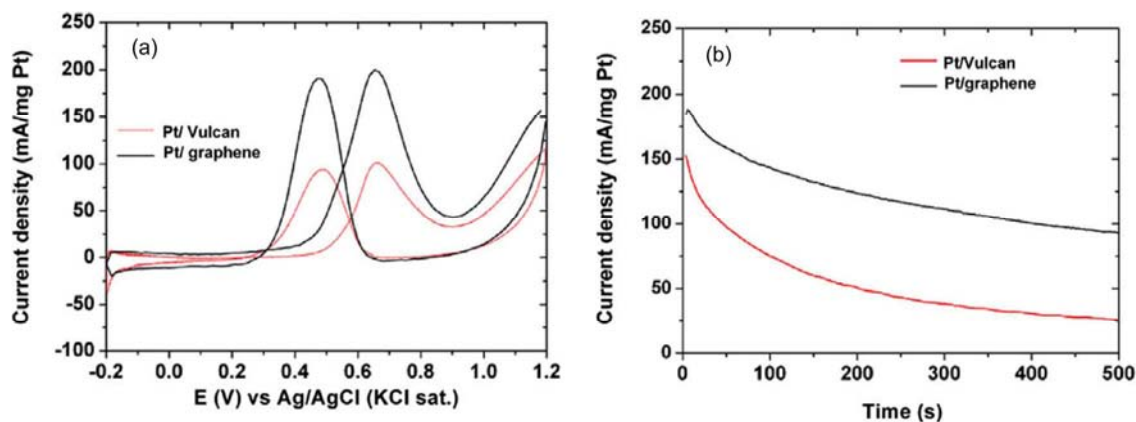 (a)
Current density (mA/mg Pt)
250
200
150
100
50
0
-50
-100
Pt/ Vulcan
Pt/ graphene
-0.2 0.0 0.2 0.4 0.6 0.8 1.0 1.2
E (V) vs Ag/AgCl (KCl sat.)
(b)
Current density (mA/mg Pt)
250
200
150
100
50
0
Pt/Vulcan
Pt/graphene
0 100 200 300 400 500
Time (s)